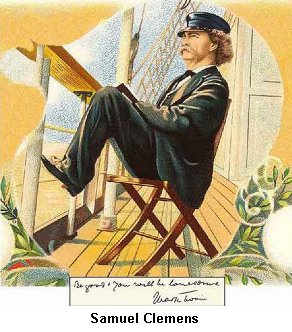 Be good & you will be lonesome
Mark Twain
Samuel Clemens